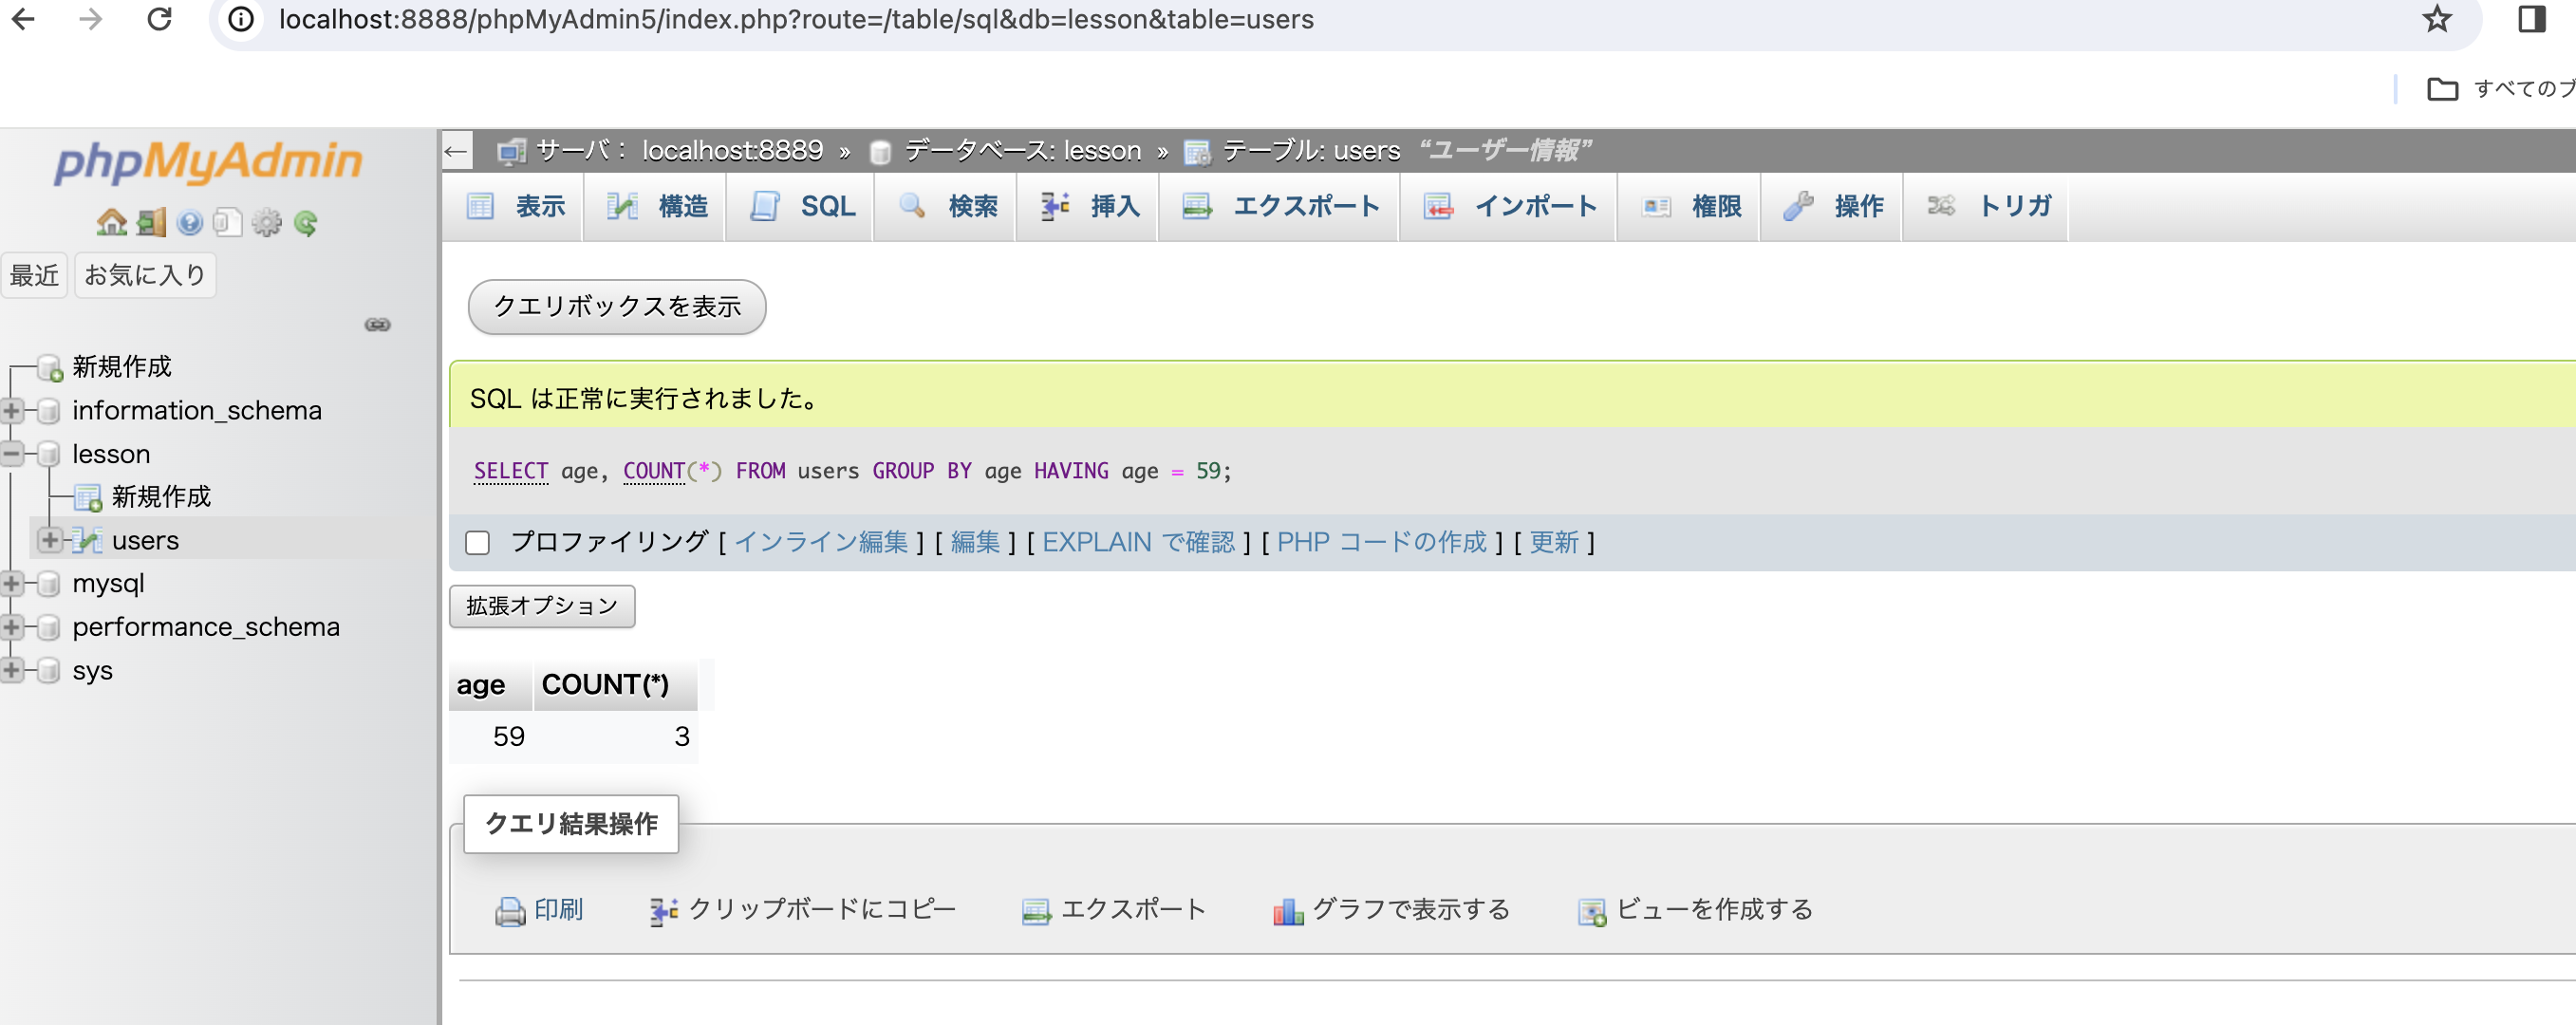 localhost:8888/phpMyAdmin5/index.php?route=/table/sql&db=lesson&table=users
すべてのブ
phpMyAdmin
最近 お気に入り
新規作成
information_schema
lesson
新規作成
users
mysql
performance_schema
sys
サーバ： localhost:8889 » データベース: lesson » テーブル: users “ユーザー情報”
表示 構造 SQL 検索 挿入 エクスポート インポート 権限 操作 トリガ
クエリボックスを表示
SQL は正常に実行されました。
SELECT age, COUNT(*) FROM users GROUP BY age HAVING age = 59;
プロファイリング [ インライン編集 ] [ 編集 ] [ EXPLAIN で確認 ] [ PHP コードの作成 ] [ 更新 ]
拡張オプション
age COUNT(*)
59 3
クエリ結果操作
印刷 クリップボードにコピー エクスポート グラフで表示する ビューを作成する